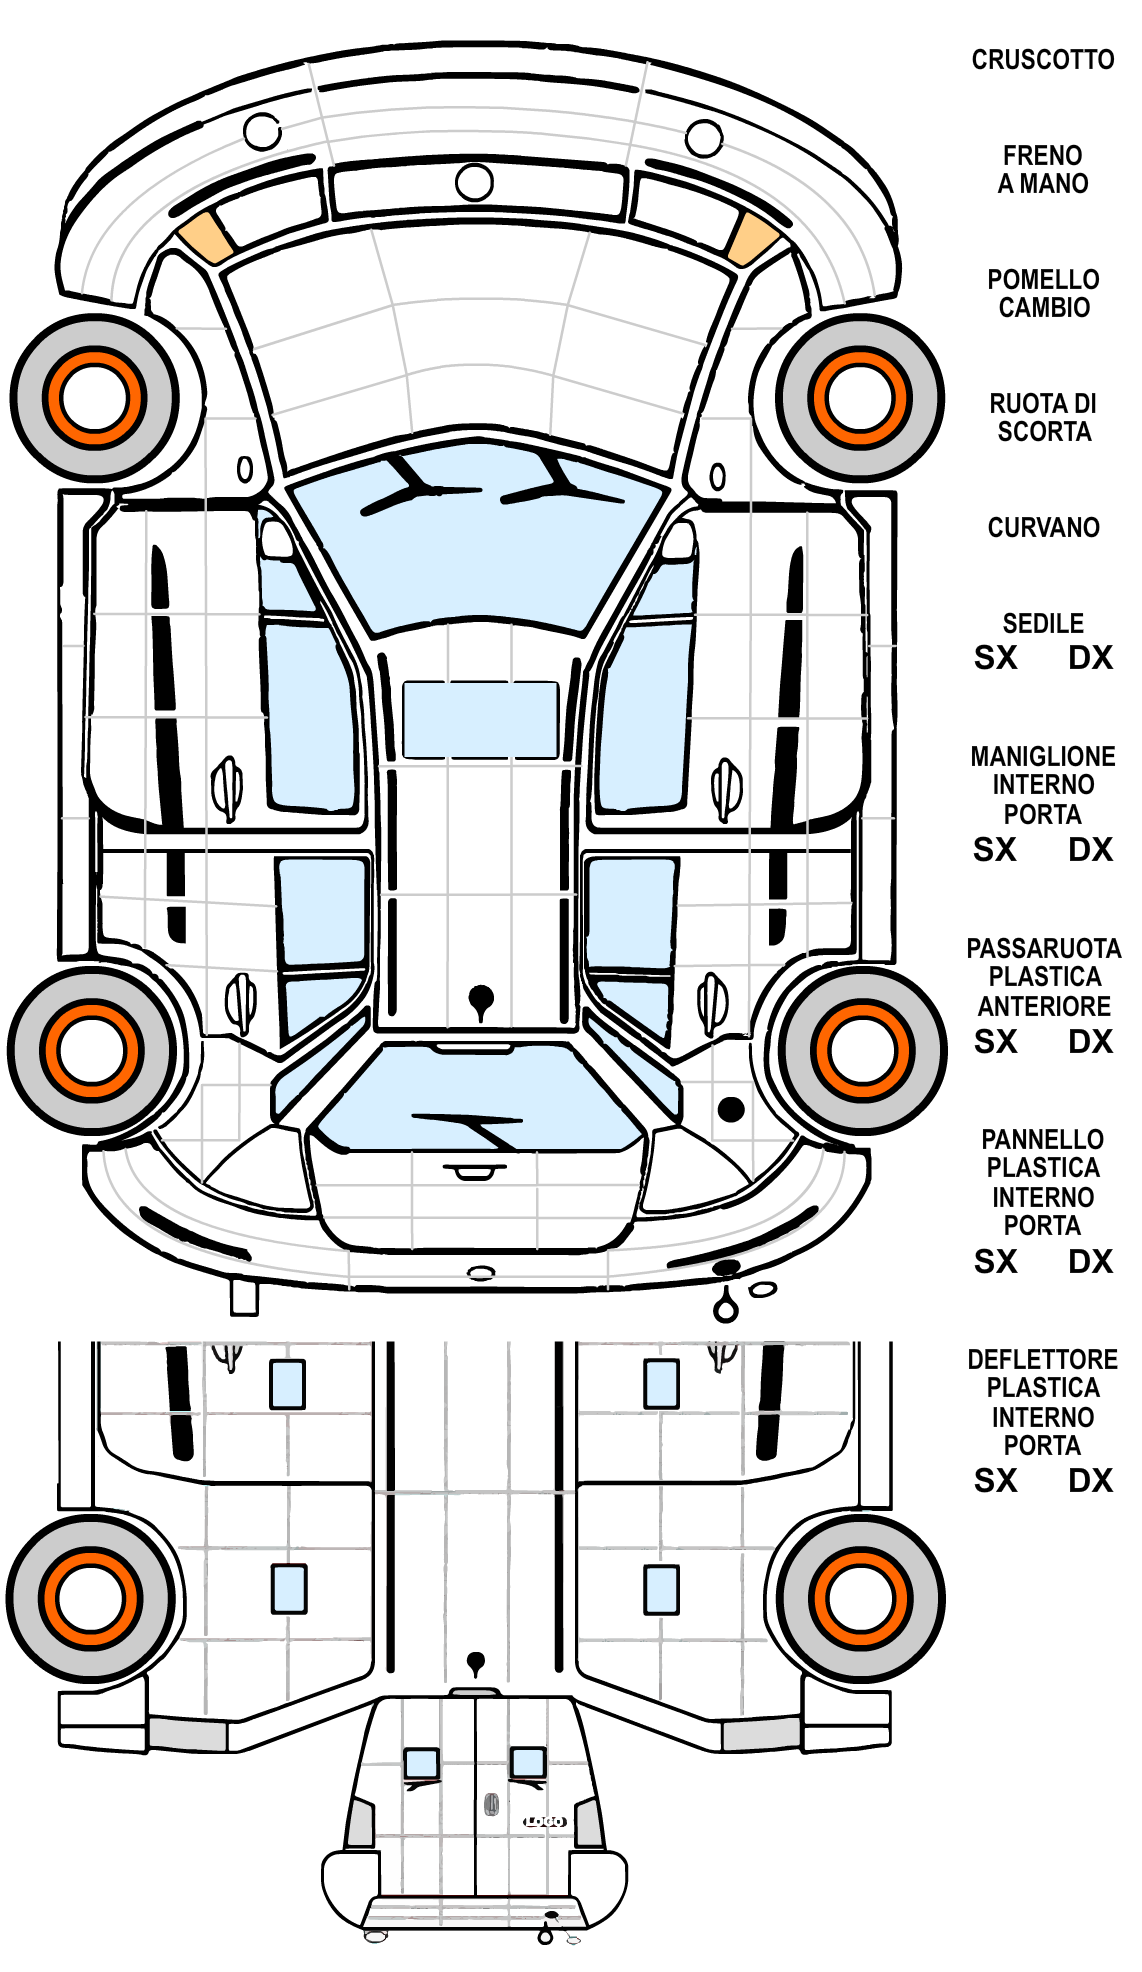 CRUSCOTTO
FRENO
A MANO
POMELLO
CAMBIO
RUOTA DI
SCORTA
CURVANO
SEDILE
SX DX
MANIGLIONE
INTERNO
PORTA
SX DX
PASSARUOTA
PLASTICA
ANTERIORE
SX DX
PANNELLO
PLASTICA
INTERNO
PORTA
SX DX
DEFLETTORE
PLASTICA
INTERNO
PORTA
SX DX
LOGO